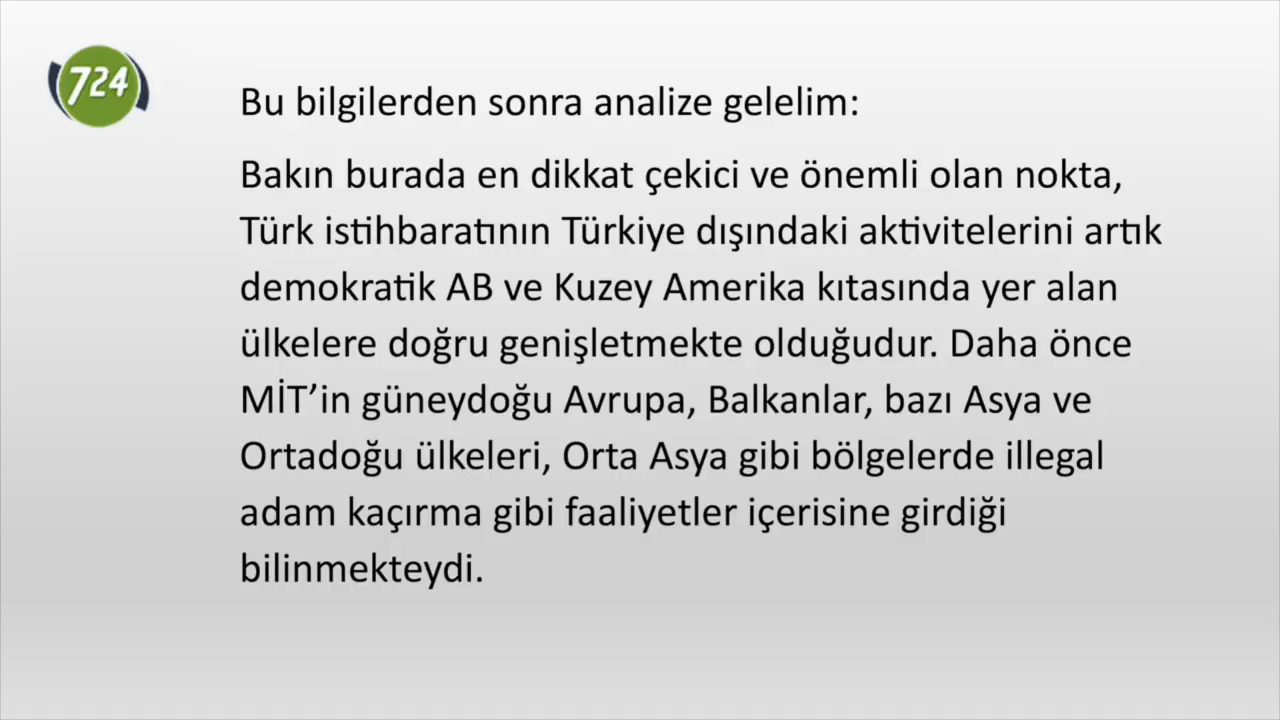 724
Bu bilgilerden sonra analize gelelim:
Bakın burada en dikkat çekici ve önemli olan nokta,
Türk istihbaratının Türkiye dışındaki aktivitelerini artık
demokratik AB ve Kuzey Amerika kıtasında yer alan
ülkelere doğru genişletmekte olduğudur. Daha önce
MİT’in güneydoğu Avrupa, Balkanlar, bazı Asya ve
Ortadoğu ülkeleri, Orta Asya gibi bölgelerde illegal
adam kaçırma gibi faaliyetler içerisine girdiği
bilinmekteydi.